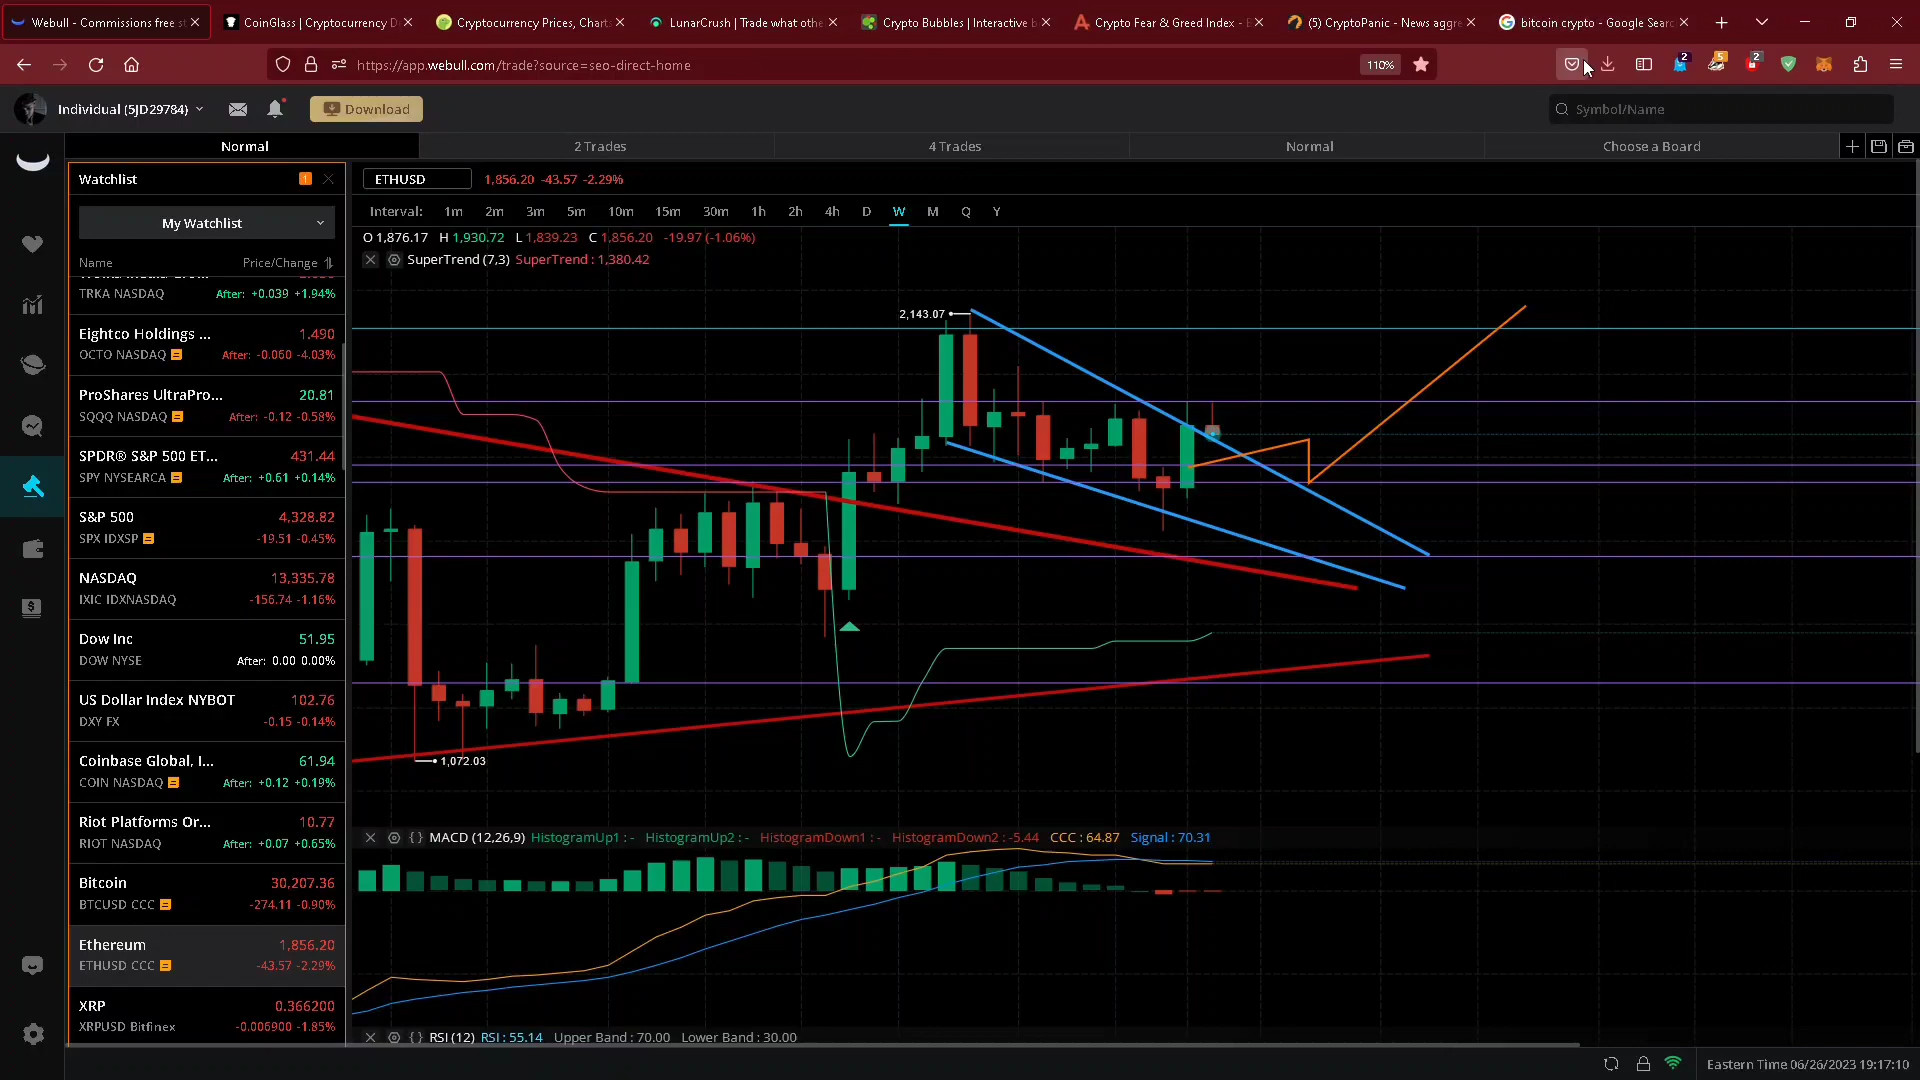 Webull - Commissions free st
CoinGlass | Cryptocurrency De
Cryptocurrency Prices, Chart
LunarCrush | Trade what othe
Crypto Bubbles | Interactive b
Crypto Fear & Greed Index - B
(5) CryptoPanic - News aggre
bitcoin crypto - Google Searc
https://app.webull.com/trade?source=seo-direct-home
110%
2
5
2
Individual (5JD29784)
Download
Symbol/Name
Normal
2 Trades
4 Trades
Normal
Choose a Board
Watchlist
1
My Watchlist
Name
Price/Change
TRKA NASDAQ
After: +0.039 +1.94%
Eightco Holdings ...
1.490
OCTO NASDAQ
After: -0.060 -4.03%
ProShares UltraPro...
20.81
SQQQ NASDAQ
After: -0.12 -0.58%
SPDR® S&P 500 ET...
431.44
SPY NYSEARCA
After: +0.61 +0.14%
S&P 500
4,328.82
SPX IDXSP
-19.51 -0.45%
NASDAQ
13,335.78
IXIC IDXNASDAQ
-156.74 -1.16%
Dow Inc
51.95
DOW NYSE
After: 0.00 0.00%
US Dollar Index NYBOT
102.76
DXY FX
-0.15 -0.14%
Coinbase Global, I...
61.94
COIN NASDAQ
After: +0.12 +0.19%
Riot Platforms Or...
10.77
RIOT NASDAQ
After: +0.07 +0.65%
Bitcoin
30,207.36
BTCUSD CCC
-274.11 -0.90%
Ethereum
1,856.20
ETHUSD CCC
-43.57 -2.29%
XRP
0.366200
XRPUSD Bitfinex
-0.006900 -1.85%
ETHUSD
1,856.20 -43.57 -2.29%
Interval: 1m 2m 3m 5m 10m 15m 30m 1h 2h 4h D W M Q Y
O 1,876.17 H 1,930.72 L 1,839.23 C 1,856.20 -19.97 (-1.06%)
SuperTrend (7,3) SuperTrend : 1,380.42
2,143.07
1,072.03
MACD (12,26,9) HistogramUp1 : - HistogramUp2 : - HistogramDown1 : - HistogramDown2 : -5.44 CCC : 64.87 Signal : 70.31
RSI (12) RSI : 55.14 Upper Band : 70.00 Lower Band : 30.00
Eastern Time 06/26/2023 19:17:10